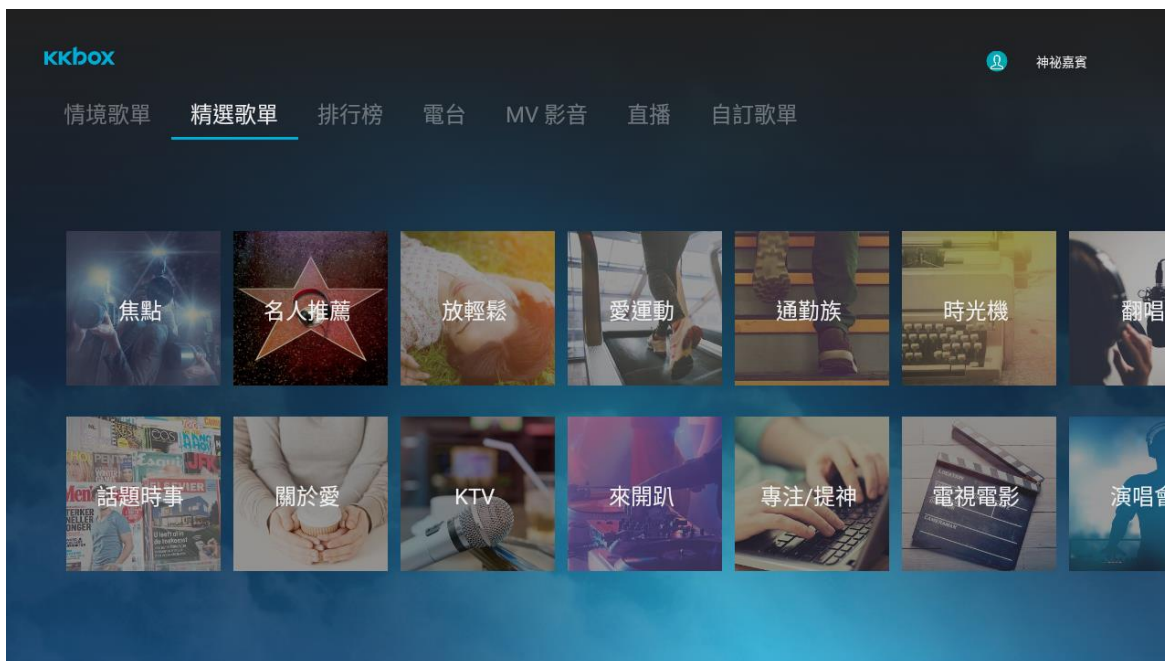 KKBOX
神祕嘉賓
情境歌單 精選歌單 排行榜 電台 MV 影音 直播 自訂歌單
焦點 名人推薦 放輕鬆 愛運動 通勤族 時光機 翻唱
話題時事 關於愛 KTV 來開趴 專注/提神 電視電影 演唱會